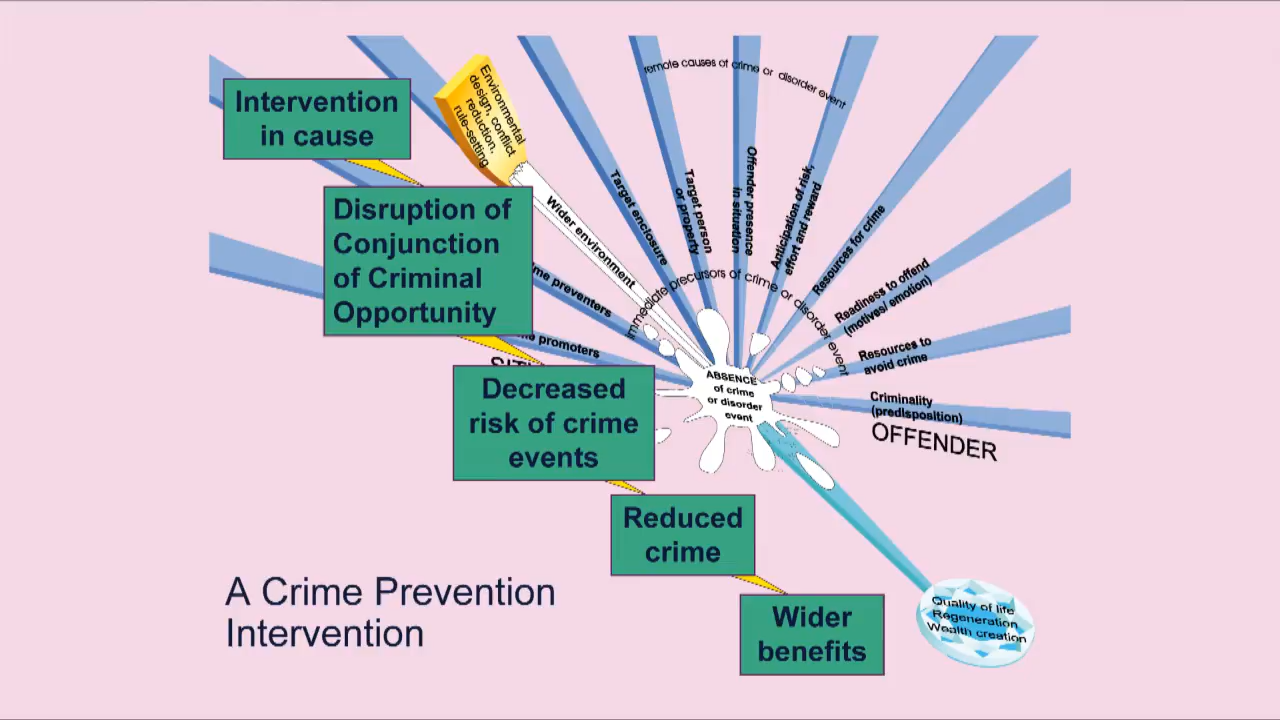 Intervention
in cause
Disruption of
Conjunction
of Criminal
Opportunity
Decreased
risk of crime
events
Reduced
crime
Wider
benefits
A Crime Prevention
Intervention
Environmental
design, conflict
reduction,
rule-setting
remote causes of crime or disorder event
immediate precursors of crime or disorder event
promoters
preventers
Wider environment
Target enclosure
Target person
or property
Offender presence
in situation
Anticipation of risk,
effort and reward
Resources for crime
Readiness to offend
(motives/ emotion)
Resources to
avoid crime
Criminality
(predisposition)
OFFENDER
ABSENCE
of crime
or disorder
event
Quality of life
Regeneration
Wealth creation